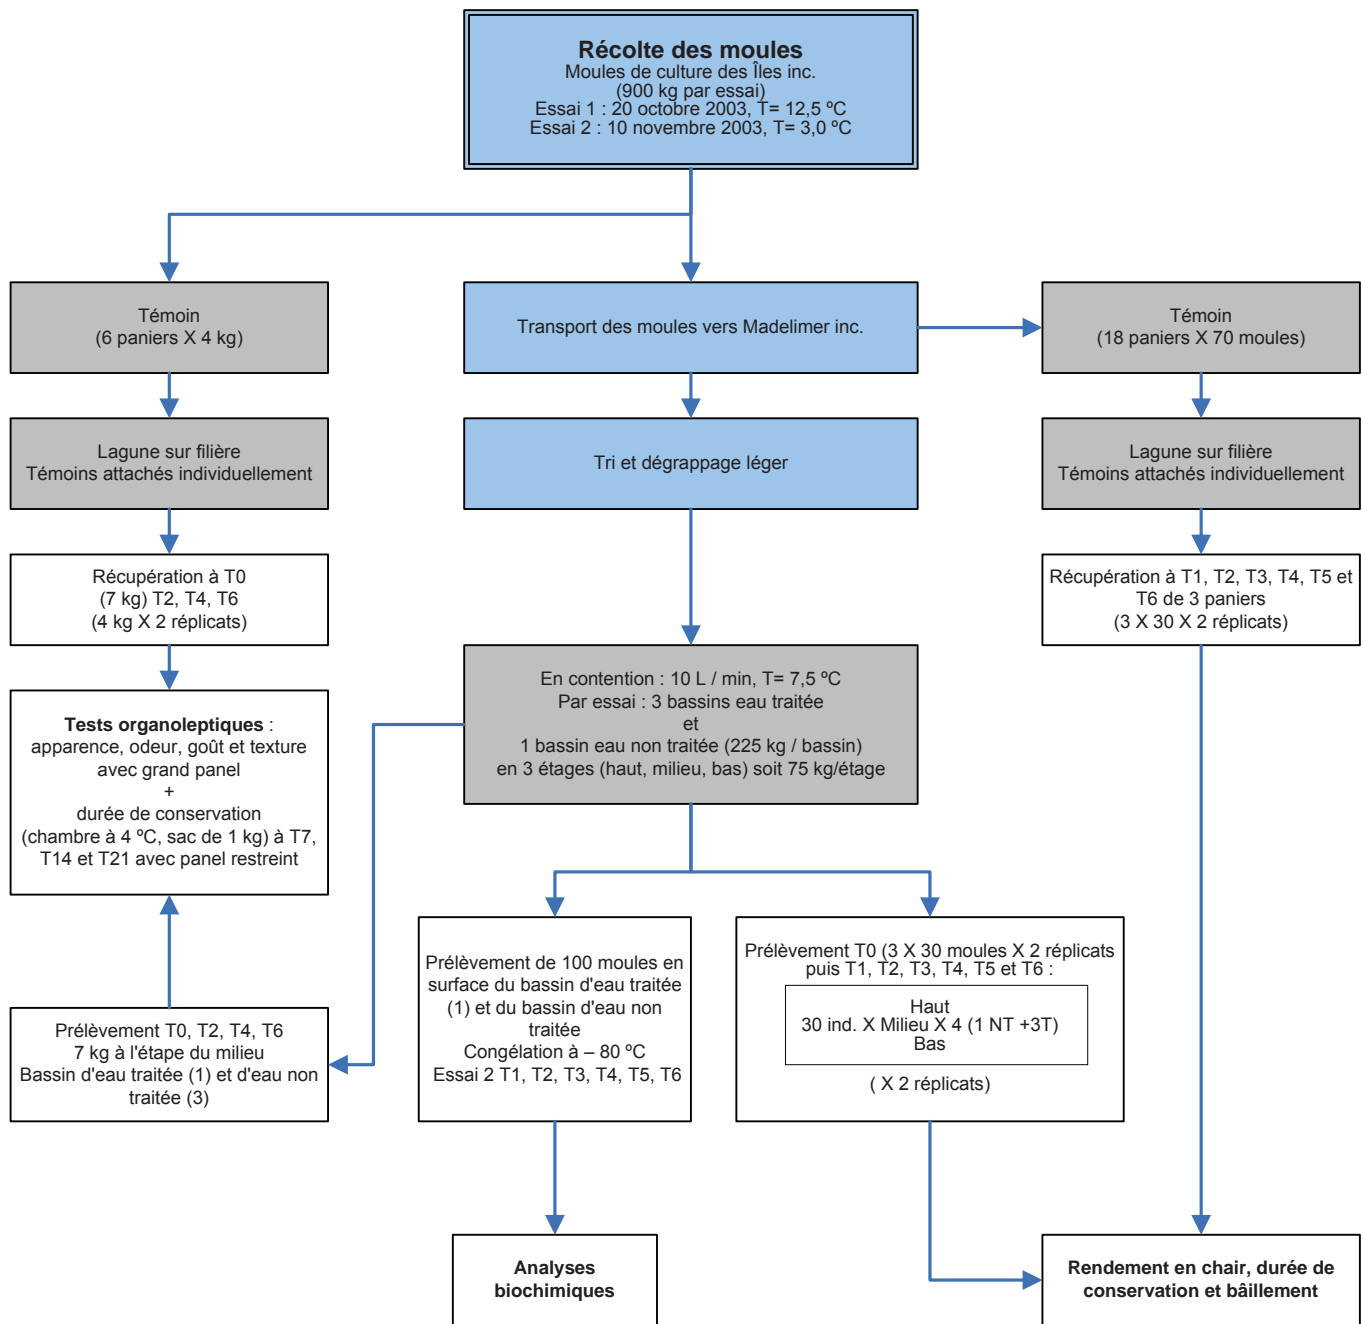 Récolte des moules
Moules de culture des Îles inc.
(900 kg par essai)
Essai 1 : 20 octobre 2003, T= 12,5 ºC
Essai 2 : 10 novembre 2003, T= 3,0 ºC
Témoin
(6 paniers X 4 kg)
Transport des moules vers Madelimer inc.
Témoin
(18 paniers X 70 moules)
Lagune sur filière
Témoins attachés individuellement
Tri et dégrappage léger
Lagune sur filière
Témoins attachés individuellement
Récupération à T0
(7 kg) T2, T4, T6
(4 kg X 2 réplicats)
Récupération à T1, T2, T3, T4, T5 et
T6 de 3 paniers
(3 X 30 X 2 réplicats)
En contention : 10 L / min, T= 7,5 ºC
Par essai : 3 bassins eau traitée
et
1 bassin eau non traitée (225 kg / bassin)
en 3 étages (haut, milieu, bas) soit 75 kg/étage
Tests organoleptiques :
apparence, odeur, goût et texture
avec grand panel
+
durée de conservation
(chambre à 4 ºC, sac de 1 kg) à T7,
T14 et T21 avec panel restreint
Prélèvement T0, T2, T4, T6
7 kg à l'étape du milieu
Bassin d'eau traitée (1) et d'eau non
traitée (3)
Prélèvement de 100 moules en
surface du bassin d'eau traitée
(1) et du bassin d'eau non
traitée
Congélation à – 80 ºC
Essai 2 T1, T2, T3, T4, T5, T6
Prélèvement T0 (3 X 30 moules X 2 réplicats
puis T1, T2, T3, T4, T5 et T6 :
Haut
30 ind. X Milieu X 4 (1 NT +3T)
Bas
( X 2 réplicats)
Analyses
biochimiques
Rendement en chair, durée de
conservation et bâillement